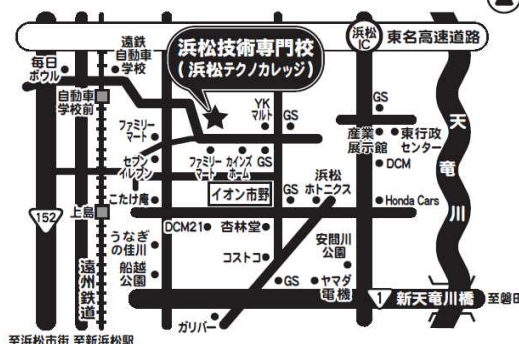 浜松
IC
東名高速道路
遠鉄
自動車
学校
浜松技術専門校
(浜松テクノカレッジ)
毎日
ボウル
自動車
学校前
YK
マルト
GS
GS
ファミリー
マート
産業
展示館
東行政
センター
天竜川
セブン
イレブン
ファミリー
マート
カインズ
ホーム
GS
DCM
浜松
ホトニクス
イオン市野
こたけ庵
GS
Honda Cars
152
上島
DCM21
杏林堂
うなぎ
の佳川
安間川
公園
コストコ
船越
公園
遠州鉄道
GS
ヤマダ
電機
1
新天竜川橋
至磐田
ガリバー
至浜松市街
至新浜松駅